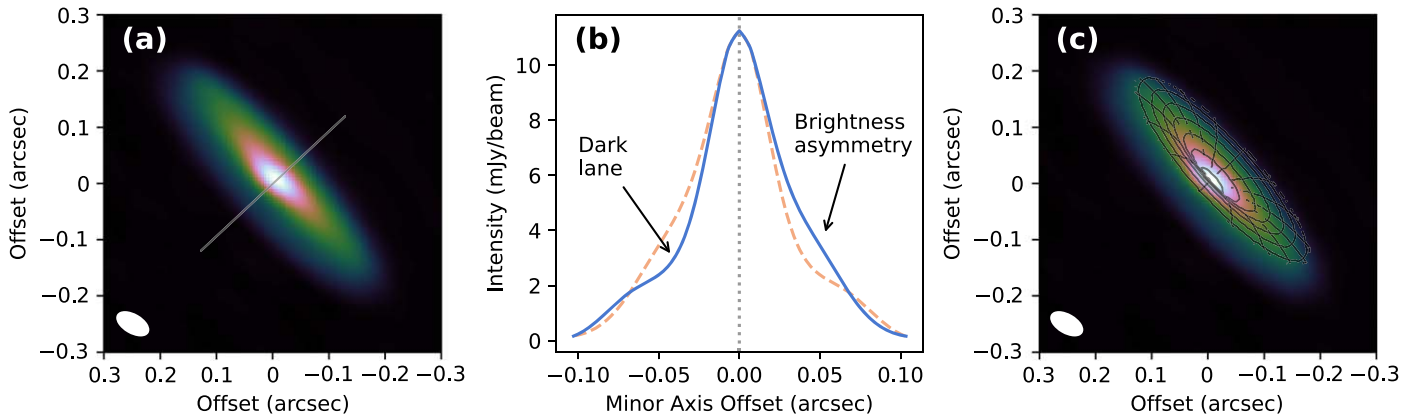 (a)
0.3
0.2
0.1
0
−0.1
−0.2
−0.3
Offset (arcsec)
0.3 0.2 0.1 0 -0.1 -0.2 -0.3
Offset (arcsec)
(b)
10
8
6
4
2
0
Intensity (mJy/beam)
Dark
lane
Brightness
asymmetry
−0.10 −0.05 0.00 0.05 0.10
Minor Axis Offset (arcsec)
(c)
0.3
0.2
0.1
0
−0.1
−0.2
−0.3
Offset (arcsec)
0.3 0.2 0.1 0 -0.1 -0.2 -0.3
Offset (arcsec)